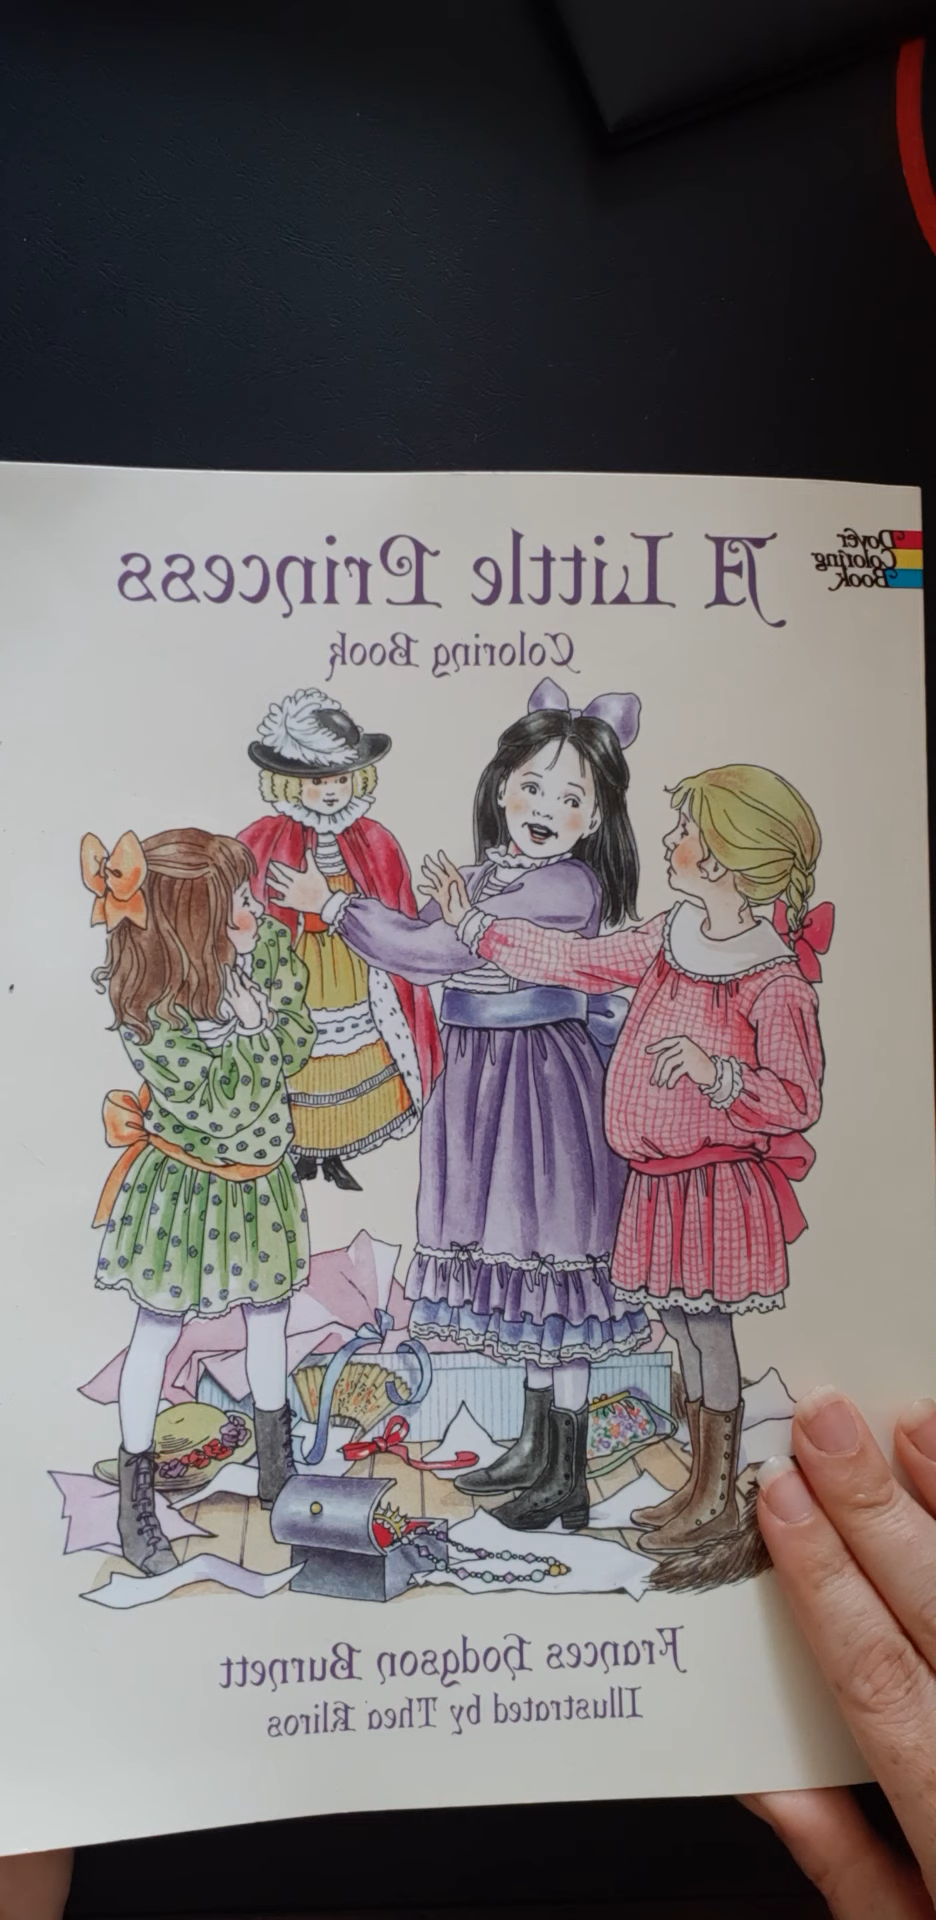 A Little Princess
Coloring Book
Dover
Coloring
Book
Frances Hodgson Burnett
Illustrated by Thea Kliros